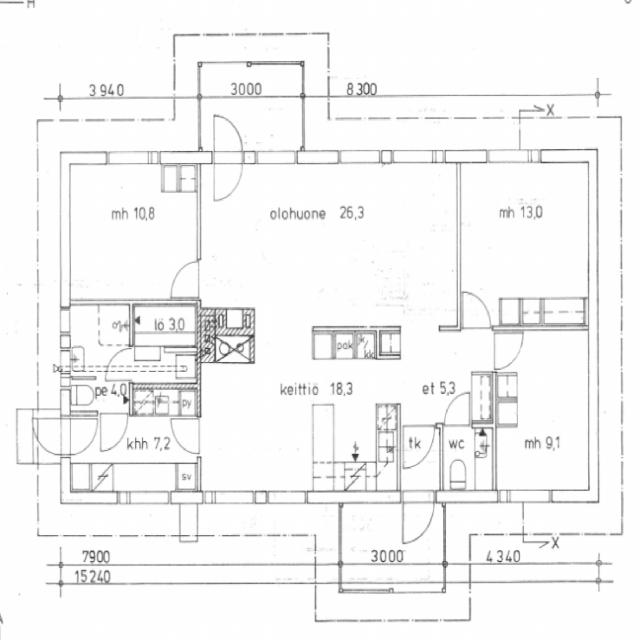 A
3940 3000 8300
X
mh 10,8
olohuone 26,3
mh 13,0
lö 3,0
pak
kk
keittiö 18,3
et 5,3
pe 4,0
py
khh 7,2
tk
wc
mh 9,1
sv
X
7900 3000 4340
15240